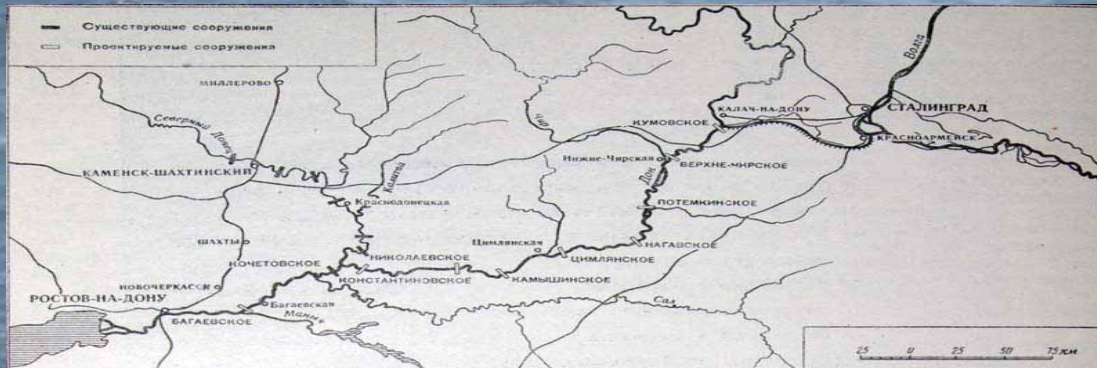 Существующие сооружения
Проектируемые сооружения
МИЛЛЕРОВО
Волга
Северный Донец
Чир
КАЛАЧ-НА-ДОНУ
СТАЛИНГРАД
КУМОВСКОЕ
КРАСНОАРМЕЙСК
Нижне-Чирская
ВЕРХНЕ-ЧИРСКОЕ
КАМЕНСК-ШАХТИНСКИЙ
Калитва
Дон
Краснодонецкая
ПОТЕМКИНСКОЕ
ШАХТЫ
Цимлянская
НАГАВСКОЕ
НИКОЛАЕВСКОЕ
ЦИМЛЯНСКОЕ
КОЧЕТОВСКОЕ
КОНСТАНТИНОВСКОЕ
КАМЫШИНСКОЕ
НОВОЧЕРКАССК
РОСТОВ-НА-ДОНУ
Багаевская
Сал
Маныч
БАГАЕВСКОЕ
25 0 25 50 75 км